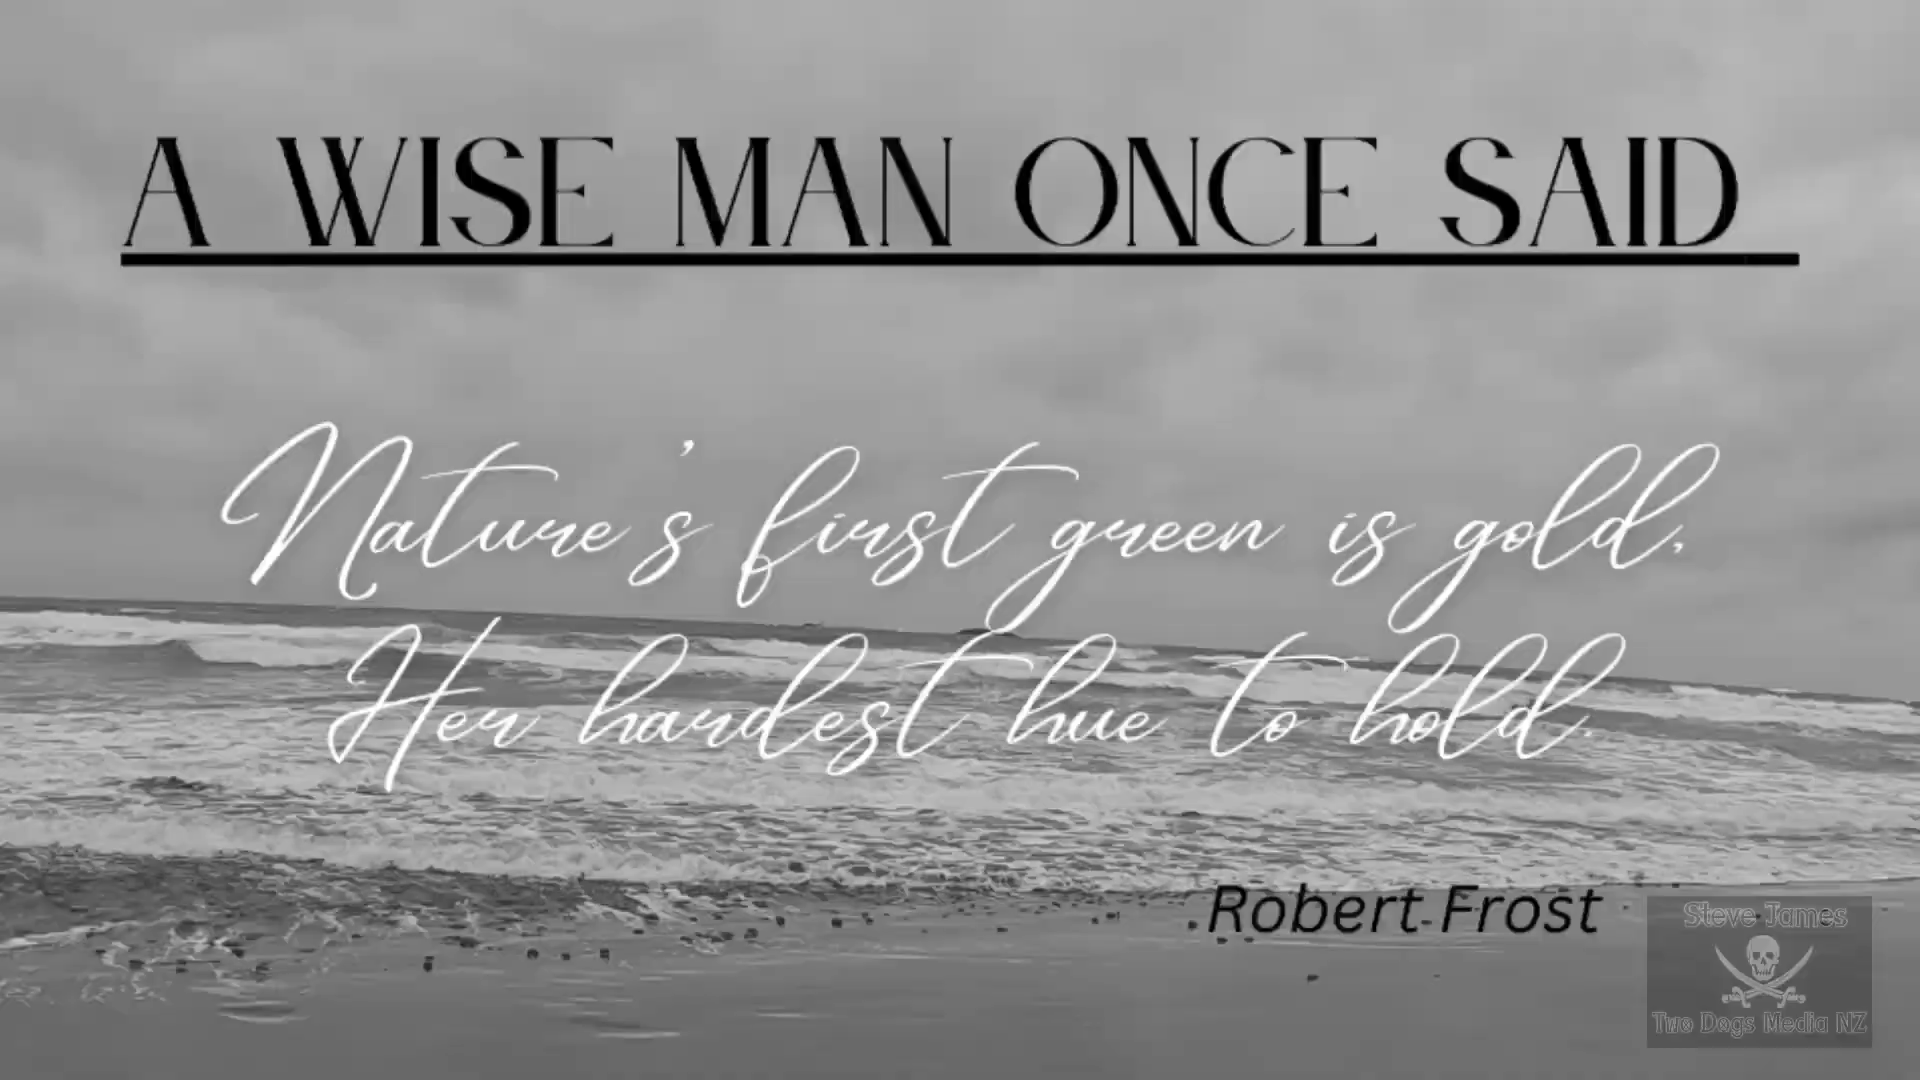 A WISE MAN ONCE SAID
Nature's first green is gold,
Her hardest hue to hold.
Robert Frost
Steve James
Two Dogs Media NZ